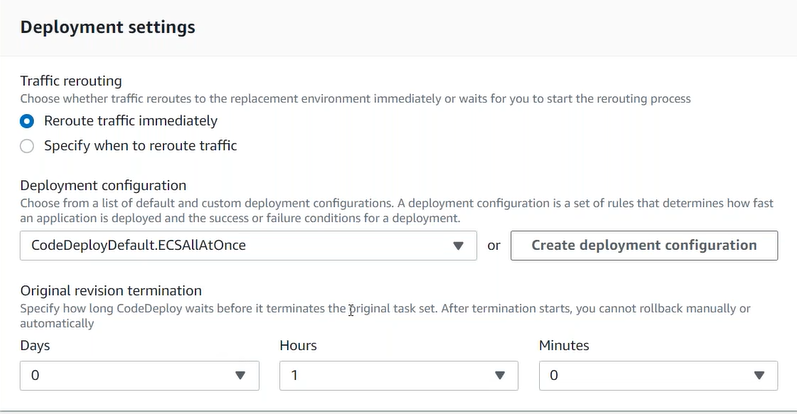 Deployment settings
Traffic rerouting
Choose whether traffic reroutes to the replacement environment immediately or waits for you to start the rerouting process
Reroute traffic immediately
Specify when to reroute traffic
Deployment configuration
Choose from a list of default and custom deployment configurations. A deployment configuration is a set of rules that determines how fast
an application is deployed and the success or failure conditions for a deployment.
CodeDeployDefault.ECSAllAtOnce or Create deployment configuration
Original revision termination
Specify how long CodeDeploy waits before it terminates the original task set. After termination starts, you cannot rollback manually or
automatically
Days Hours Minutes
0 1 0